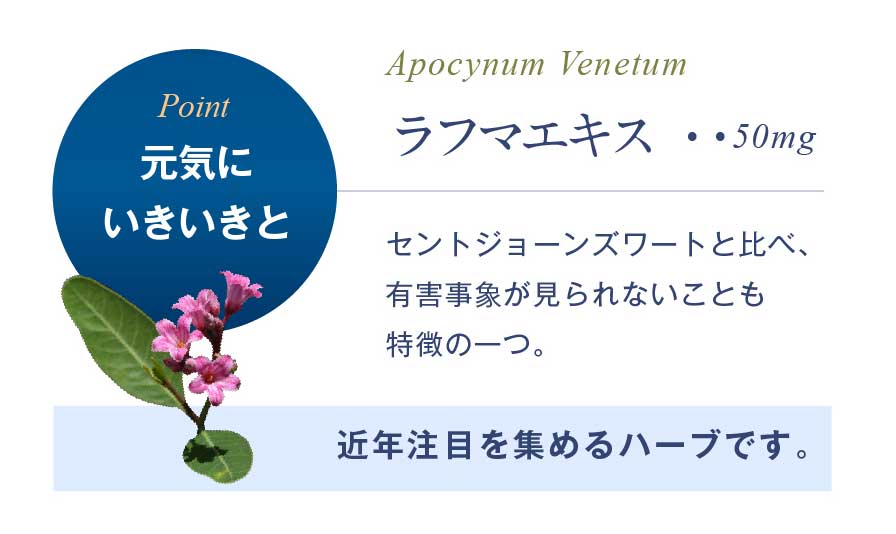 Point
元気に
いきいきと
Apocynum Venetum
ラフマエキス ・・50mg
セントジョーンズワートと比べ、
有害事象が見られないことも
特徴の一つ。
近年注目を集めるハーブです。